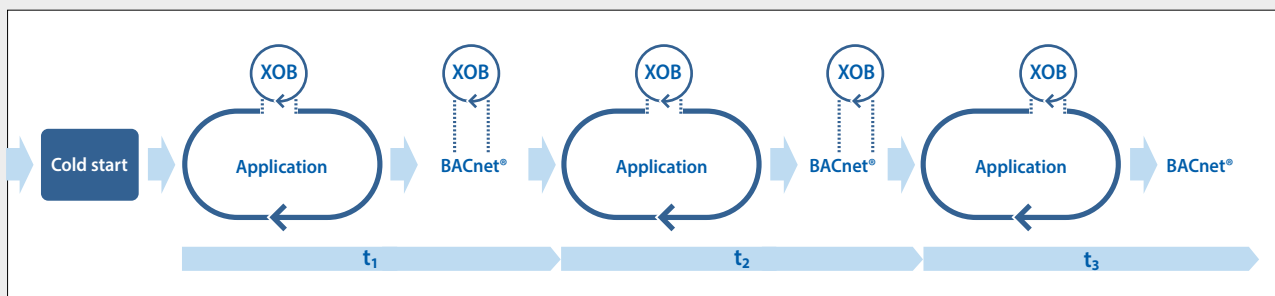 XOB XOB XOB XOB XOB
Cold start Application BACnet® Application BACnet® Application BACnet®
t₁ t₂ t₃